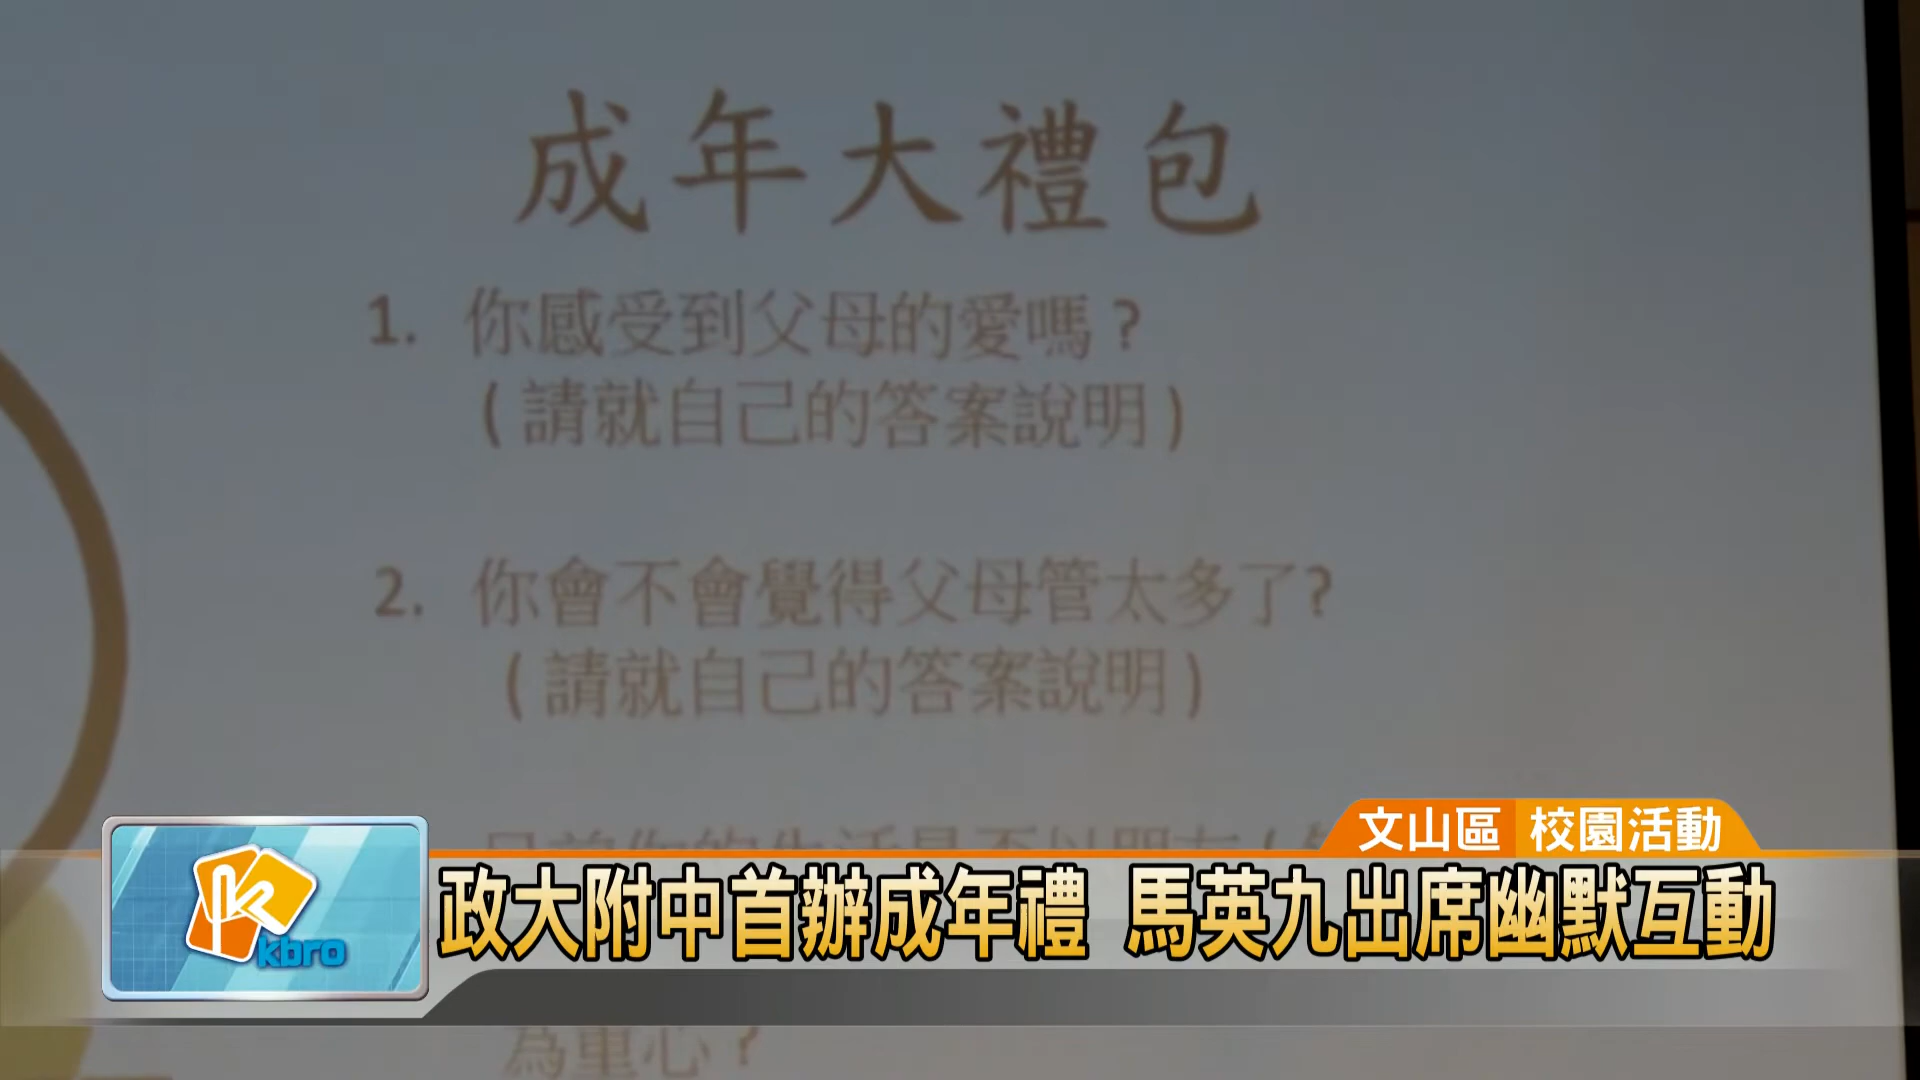 成年大禮包
1. 你感受到父母的愛嗎?
(請就自己的答案說明)
2. 你會不會覺得父母管太多了?
(請就自己的答案說明)
為重心?
文山區 校園活動
kbro
政大附中首辦成年禮 馬英九出席幽默互動